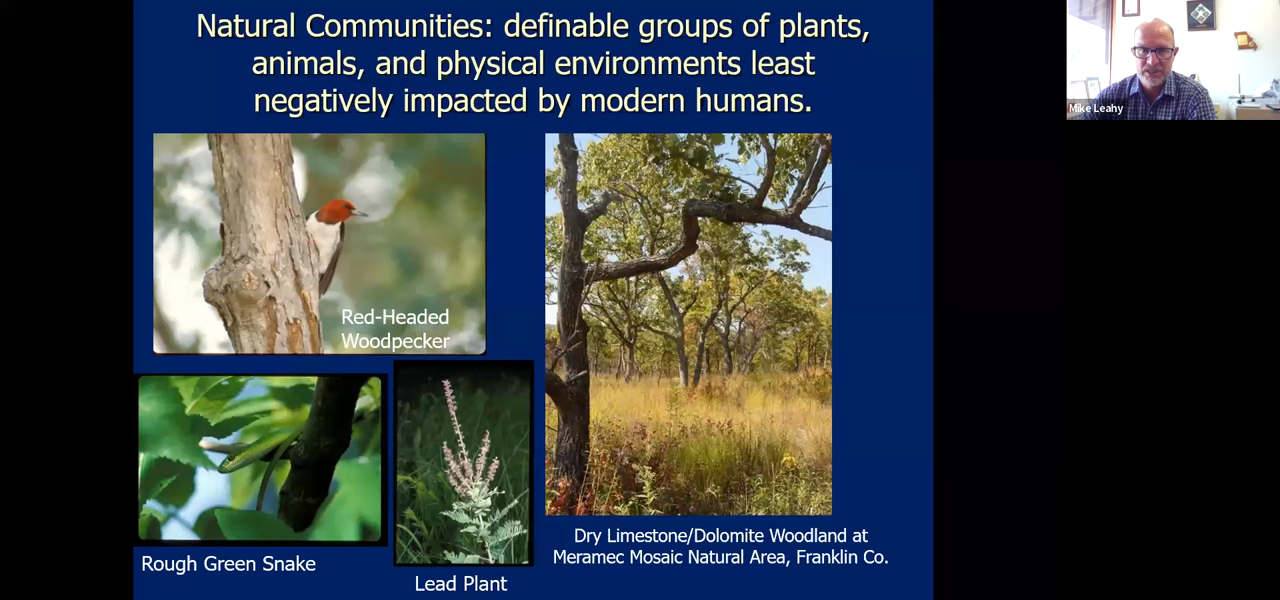 Natural Communities: definable groups of plants,
animals, and physical environments least
negatively impacted by modern humans.
Mike Leahy
Red-Headed
Woodpecker
Rough Green Snake
Lead Plant
Dry Limestone/Dolomite Woodland at
Meramec Mosaic Natural Area, Franklin Co.